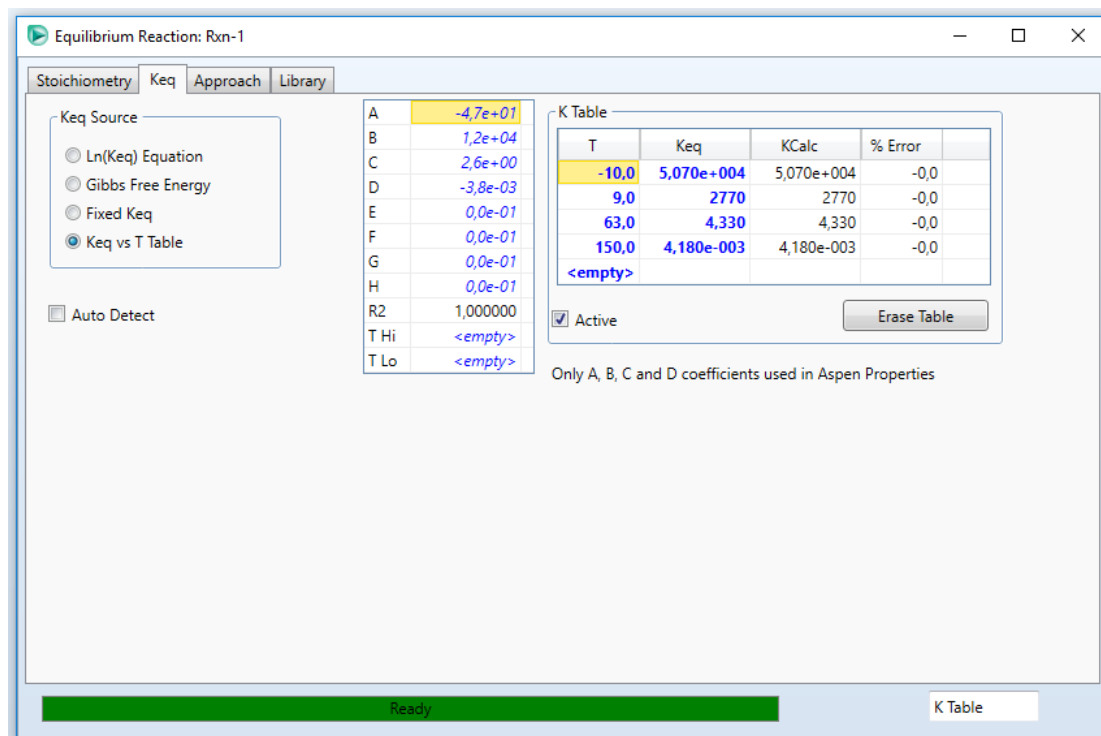 Equilibrium Reaction: Rxn-1
Stoichiometry Keq Approach Library
Keq Source
Ln(Keq) Equation
Gibbs Free Energy
Fixed Keq
Keq vs T Table
Auto Detect
A -4,7e+01
B 1,2e+04
C 2,6e+00
D -3,8e-03
E 0,0e-01
F 0,0e-01
G 0,0e-01
H 0,0e-01
R2 1,000000
T Hi <empty>
T Lo <empty>
K Table
T Keq KCalc % Error
-10,0 5,070e+004 5,070e+004 -0,0
9,0 2770 2770 -0,0
63,0 4,330 4,330 -0,0
150,0 4,180e-003 4,180e-003 -0,0
<empty>
Active Erase Table
Only A, B, C and D coefficients used in Aspen Properties
Ready K Table